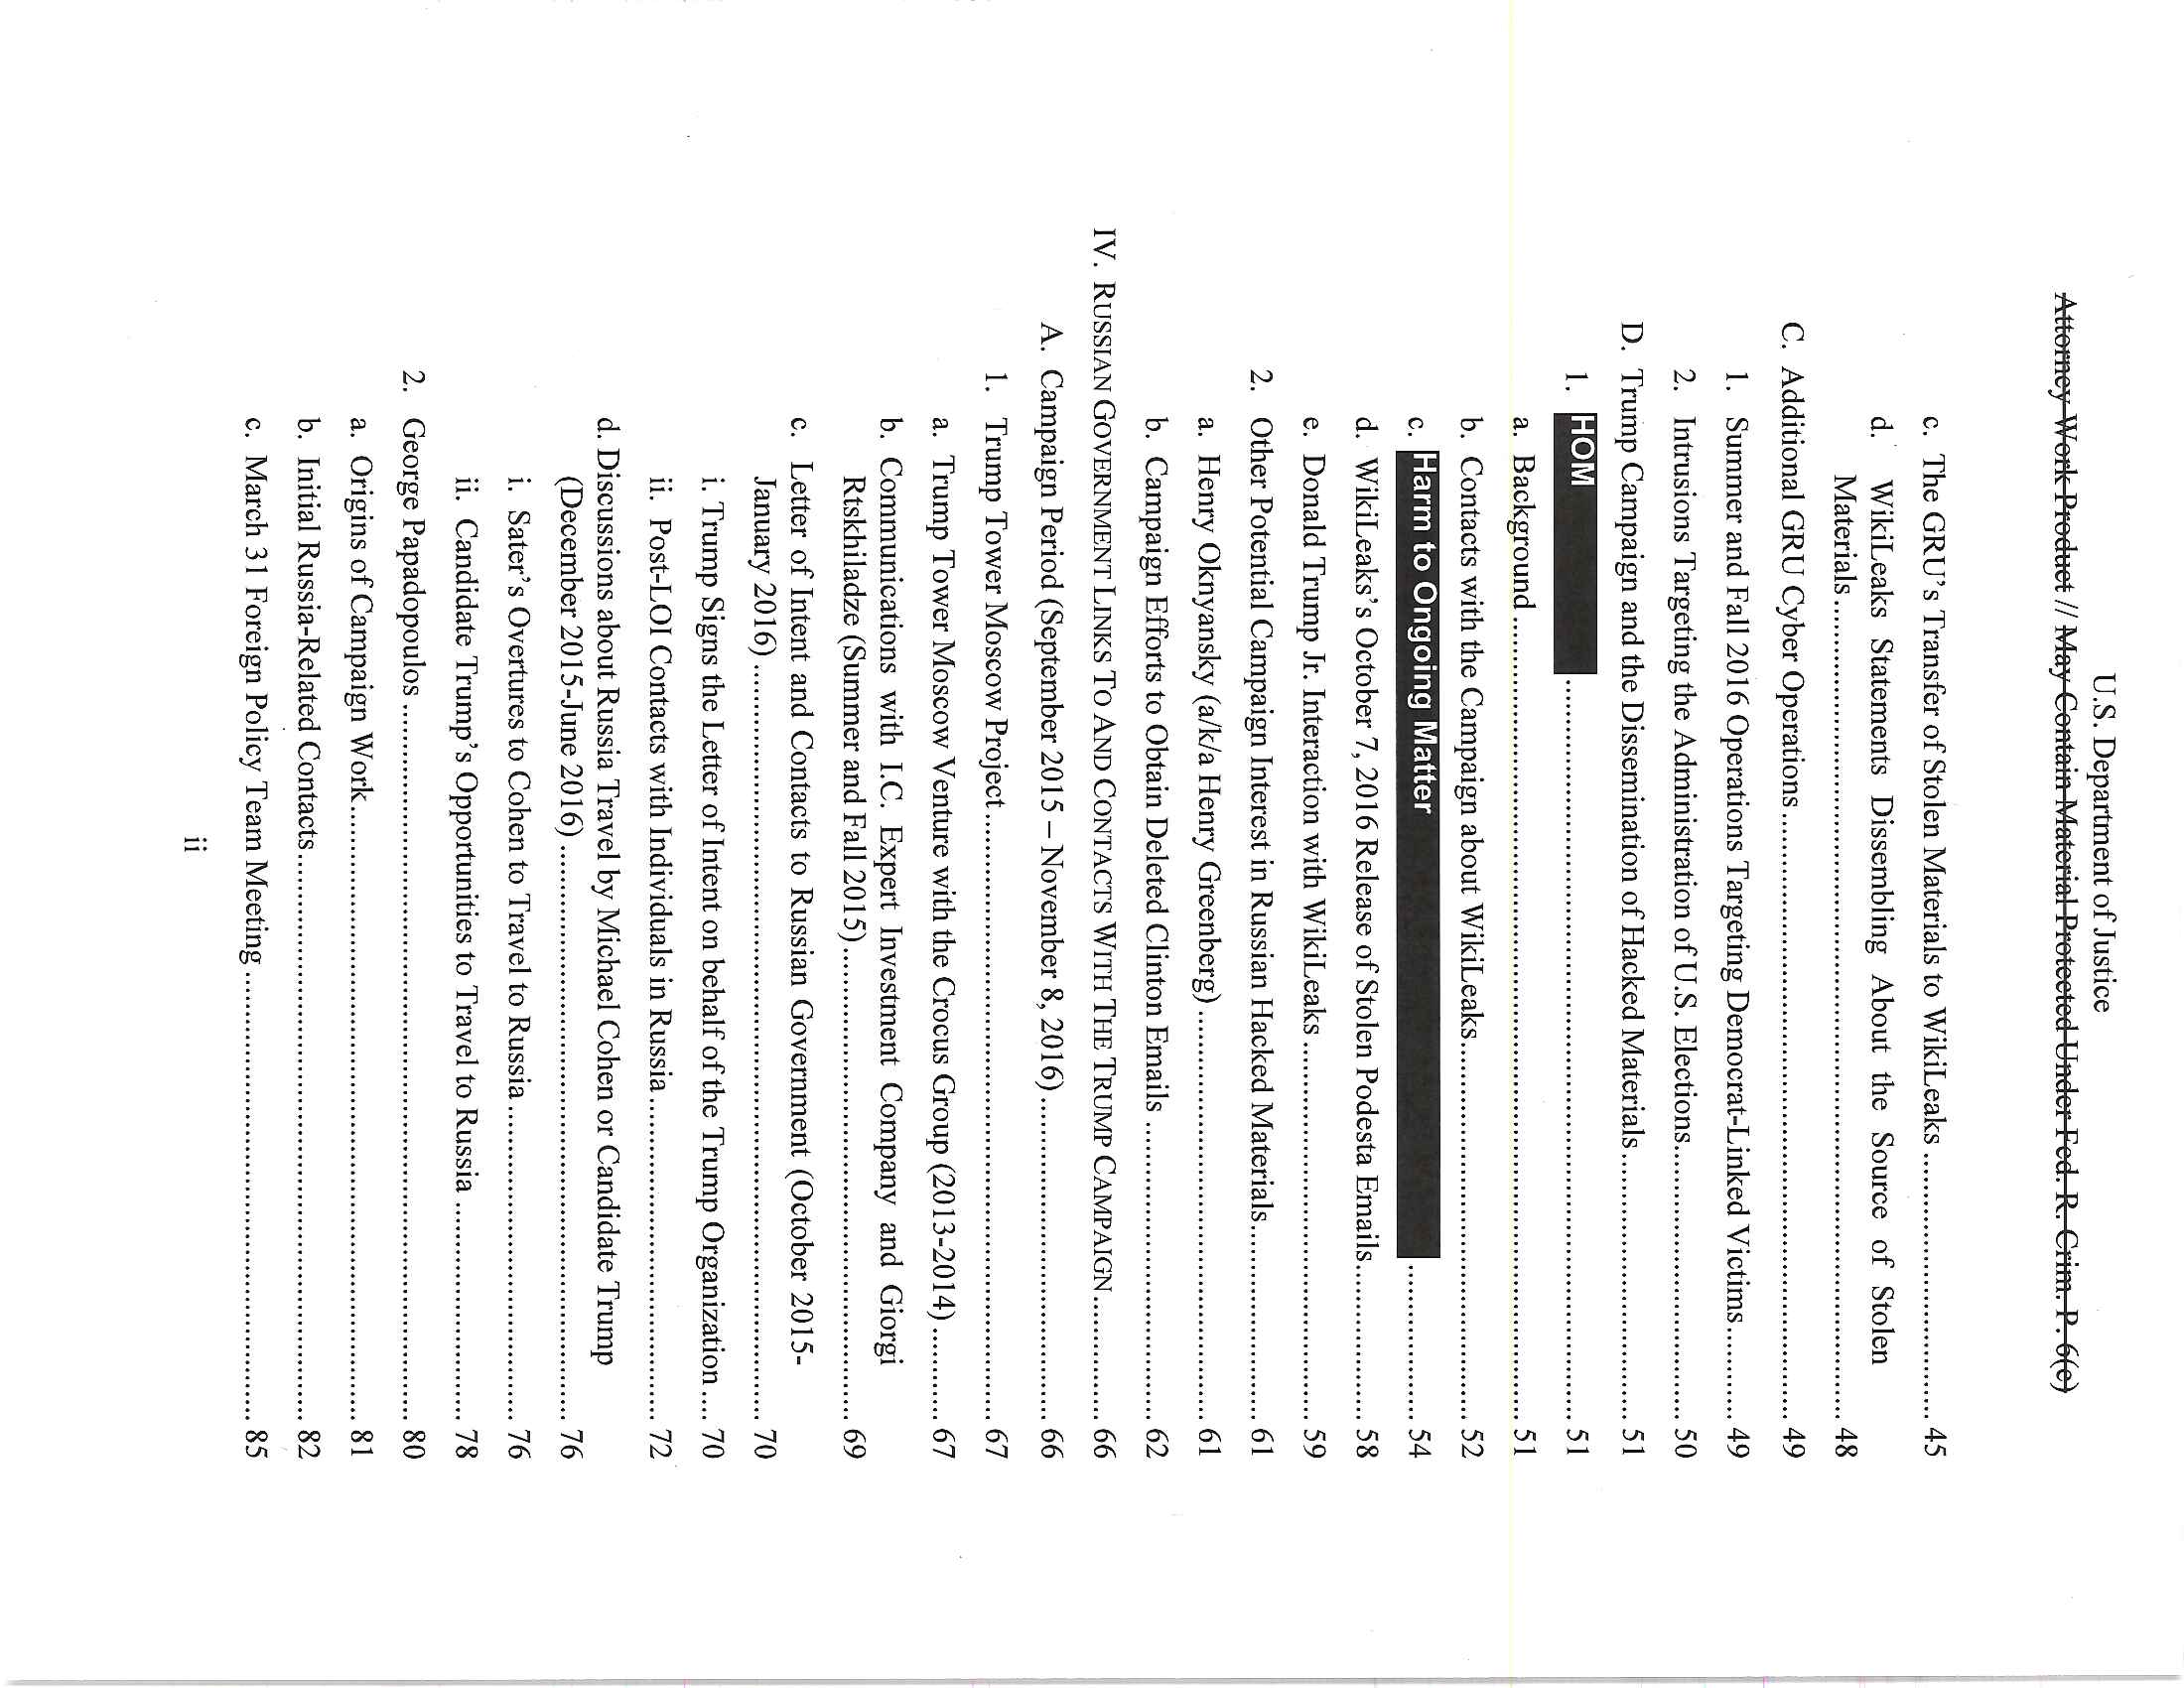 U.S. Department of Justice
Attorney Work Product // May Contain Material Protected Under Fed. R. Crim. P. 6(e)
c. The GRU's Transfer of Stolen Materials to WikiLeaks .................................. 45
d. WikiLeaks Statements Dissembling About the Source of Stolen
Materials ........................................................................................................ 48
C. Additional GRU Cyber Operations ............................................................................. 49
1. Summer and Fall 2016 Operations Targeting Democrat-Linked Victims............ 49
2. Intrusions Targeting the Administration of U.S. Elections................................... 50
D. Trump Campaign and the Dissemination of Hacked Materials.................................. 51
1. HOM .............................................................................................. 51
a. Background ...................................................................................................... 51
b. Contacts with the Campaign about WikiLeaks................................................ 52
c. Harm to Ongoing Matter .................... 54
d. WikiLeaks's October 7, 2016 Release of Stolen Podesta Emails.................... 58
e. Donald Trump Jr. Interaction with WikiLeaks ................................................ 59
2. Other Potential Campaign Interest in Russian Hacked Materials......................... 61
a. Henry Oknyansky (a/k/a Henry Greenberg) .................................................... 61
b. Campaign Efforts to Obtain Deleted Clinton Emails ...................................... 62
IV. RUSSIAN GOVERNMENT LINKS TO AND CONTACTS WITH THE TRUMP CAMPAIGN................ 66
A. Campaign Period (September 2015 – November 8, 2016) ......................................... 66
1. Trump Tower Moscow Project ............................................................................. 67
a. Trump Tower Moscow Venture with the Crocus Group (2013-2014) ............ 67
b. Communications with I.C. Expert Investment Company and Giorgi
Rtskhiladze (Summer and Fall 2015) ............................................................ 69
c. Letter of Intent and Contacts to Russian Government (October 2015-
January 2016) ................................................................................................ 70
i. Trump Signs the Letter of Intent on behalf of the Trump Organization .... 70
ii. Post-LOI Contacts with Individuals in Russia ......................................... 72
d. Discussions about Russia Travel by Michael Cohen or Candidate Trump
(December 2015-June 2016) ......................................................................... 76
i. Sater's Overtures to Cohen to Travel to Russia ........................................ 76
ii. Candidate Trump's Opportunities to Travel to Russia ............................ 78
2. George Papadopoulos ........................................................................................... 80
a. Origins of Campaign Work.............................................................................. 81
b. Initial Russia-Related Contacts........................................................................ 82
c. March 31 Foreign Policy Team Meeting ......................................................... 85
ii